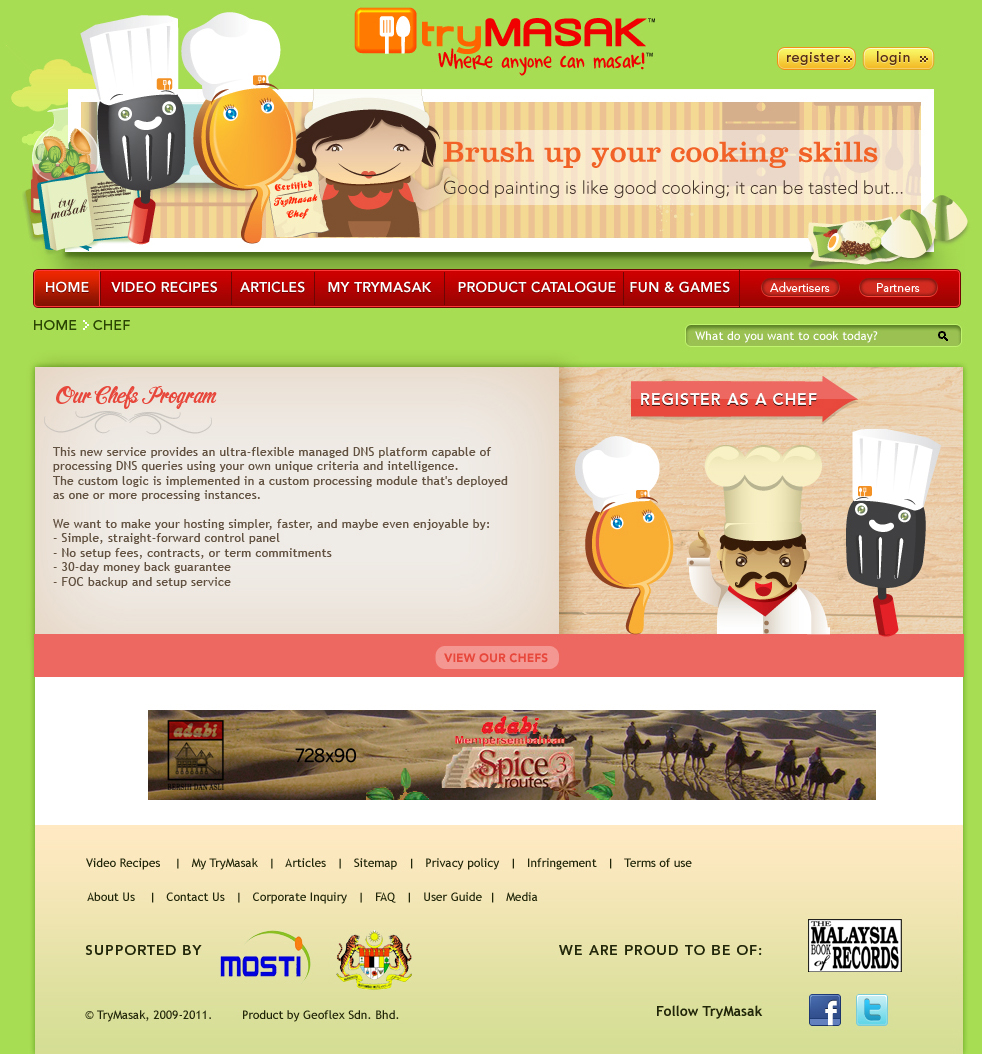 tryMASAK™
Where anyone can masak!™
register
login
try
masak
Certified
TryMasak
Chef
Brush up your cooking skills
Good painting is like good cooking; it can be tasted but...
HOME
VIDEO RECIPES
ARTICLES
MY TRYMASAK
PRODUCT CATALOGUE
FUN & GAMES
Advertisers
Partners
HOME
CHEF
What do you want to cook today?
Our Chefs Program
This new service provides an ultra-flexible managed DNS platform capable of
processing DNS queries using your own unique criteria and intelligence.
The custom logic is implemented in a custom processing module that's deployed
as one or more processing instances.
We want to make your hosting simpler, faster, and maybe even enjoyable by:
- Simple, straight-forward control panel
- No setup fees, contracts, or term commitments
- 30-day money back guarantee
- FOC backup and setup service
REGISTER AS A CHEF
VIEW OUR CHEFS
adabi
BERSIH DAN ASLI
728x90
adabi
Mempersembahkan
Spice 3
routes
Video Recipes | My TryMasak | Articles | Sitemap | Privacy policy | Infringement | Terms of use
About Us | Contact Us | Corporate Inquiry | FAQ | User Guide | Media
SUPPORTED BY
MOSTI
WE ARE PROUD TO BE OF:
THE
MALAYSIA
BOOK of RECORDS
© TryMasak, 2009-2011.
Product by Geoflex Sdn. Bhd.
Follow TryMasak
f
t